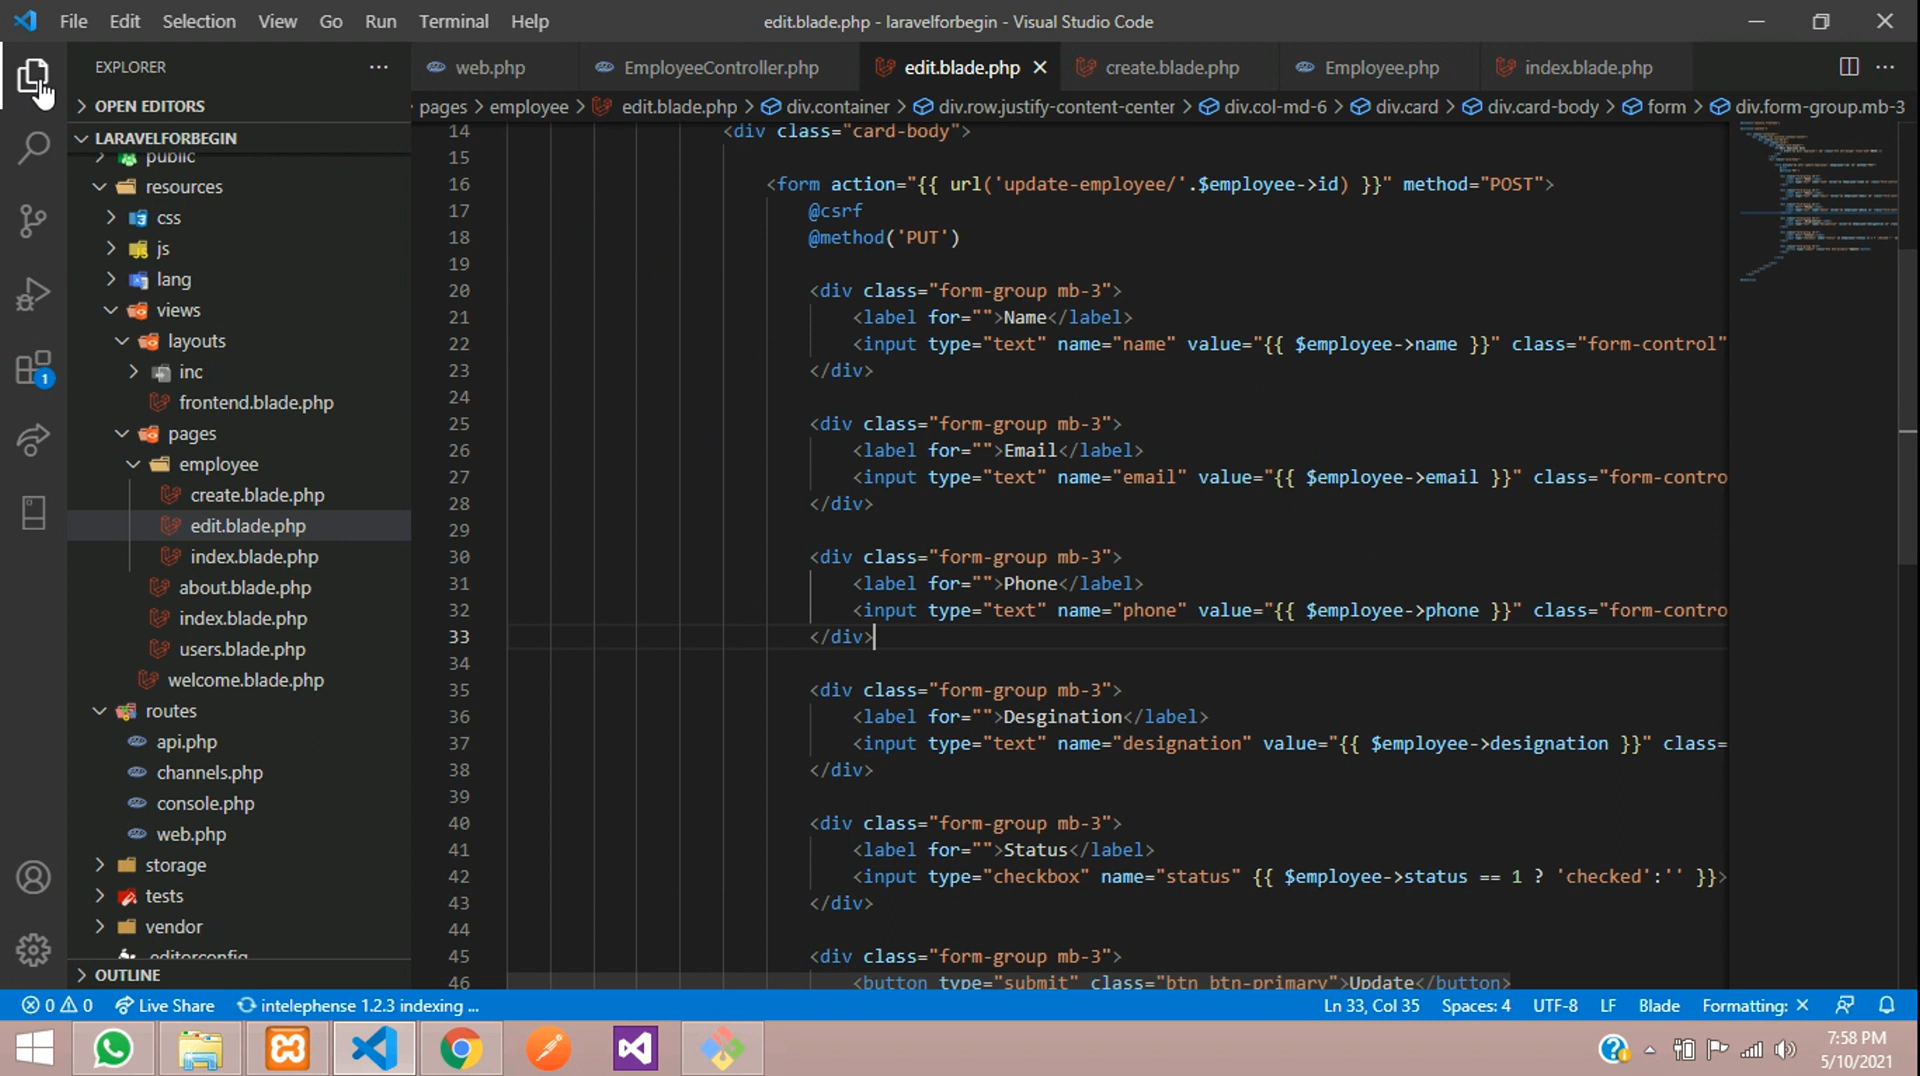 File Edit Selection View Go Run Terminal Help
edit.blade.php - laravelforbegin - Visual Studio Code
EXPLORER ...
web.php EmployeeController.php edit.blade.php create.blade.php Employee.php index.blade.php ...
OPEN EDITORS
pages > employee > edit.blade.php > div.container > div.row.justify-content-center > div.col-md-6 > div.card > div.card-body > form > div.form-group.mb-3
LARAVELFORBEGIN
public
resources
css
js
lang
views
layouts
inc
frontend.blade.php
pages
employee
create.blade.php
edit.blade.php
index.blade.php
about.blade.php
index.blade.php
users.blade.php
welcome.blade.php
routes
api.php
channels.php
console.php
web.php
storage
tests
vendor
.editorconfig
OUTLINE
1
14 <div class="card-body">
15
16 <form action="{{ url('update-employee/'.$employee->id) }}" method="POST">
17 @csrf
18 @method('PUT')
19
20 <div class="form-group mb-3">
21 <label for="">Name</label>
22 <input type="text" name="name" value="{{ $employee->name }}" class="form-control"
23 </div>
24
25 <div class="form-group mb-3">
26 <label for="">Email</label>
27 <input type="text" name="email" value="{{ $employee->email }}" class="form-contro
28 </div>
29
30 <div class="form-group mb-3">
31 <label for="">Phone</label>
32 <input type="text" name="phone" value="{{ $employee->phone }}" class="form-contro
33 </div>
34
35 <div class="form-group mb-3">
36 <label for="">Desgination</label>
37 <input type="text" name="designation" value="{{ $employee->designation }}" class=
38 </div>
39
40 <div class="form-group mb-3">
41 <label for="">Status</label>
42 <input type="checkbox" name="status" {{ $employee->status == 1 ? 'checked':'' }}>
43 </div>
44
45 <div class="form-group mb-3">
46 <button type="submit" class="btn btn-primary">Update</button>
0 0 Live Share intelephense 1.2.3 indexing ... Ln 33, Col 35 Spaces: 4 UTF-8 LF Blade Formatting: ×
7:58 PM
5/10/2021